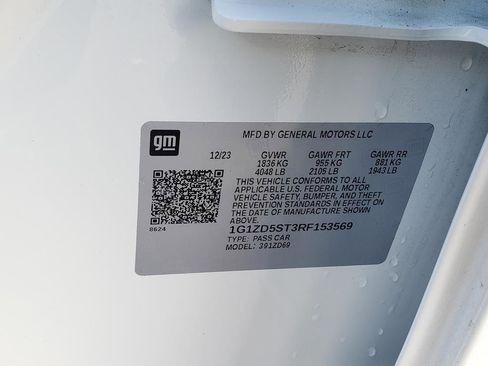 gm
MFD BY GENERAL MOTORS LLC
12/23 GVWR GAWR FRT GAWR RR
1836 KG 955 KG 881 KG
4048 LB 2105 LB 1943 LB
THIS VEHICLE CONFORMS TO ALL
APPLICABLE U.S. FEDERAL MOTOR
VEHICLE SAFETY, BUMPER, AND THEFT
PREVENTION STANDARDS IN EFFECT ON
THE DATE OF MANUFACTURE SHOWN
ABOVE.
8624
1G1ZD5ST3RF153569
TYPE: PASS CAR
MODEL: 391ZD69